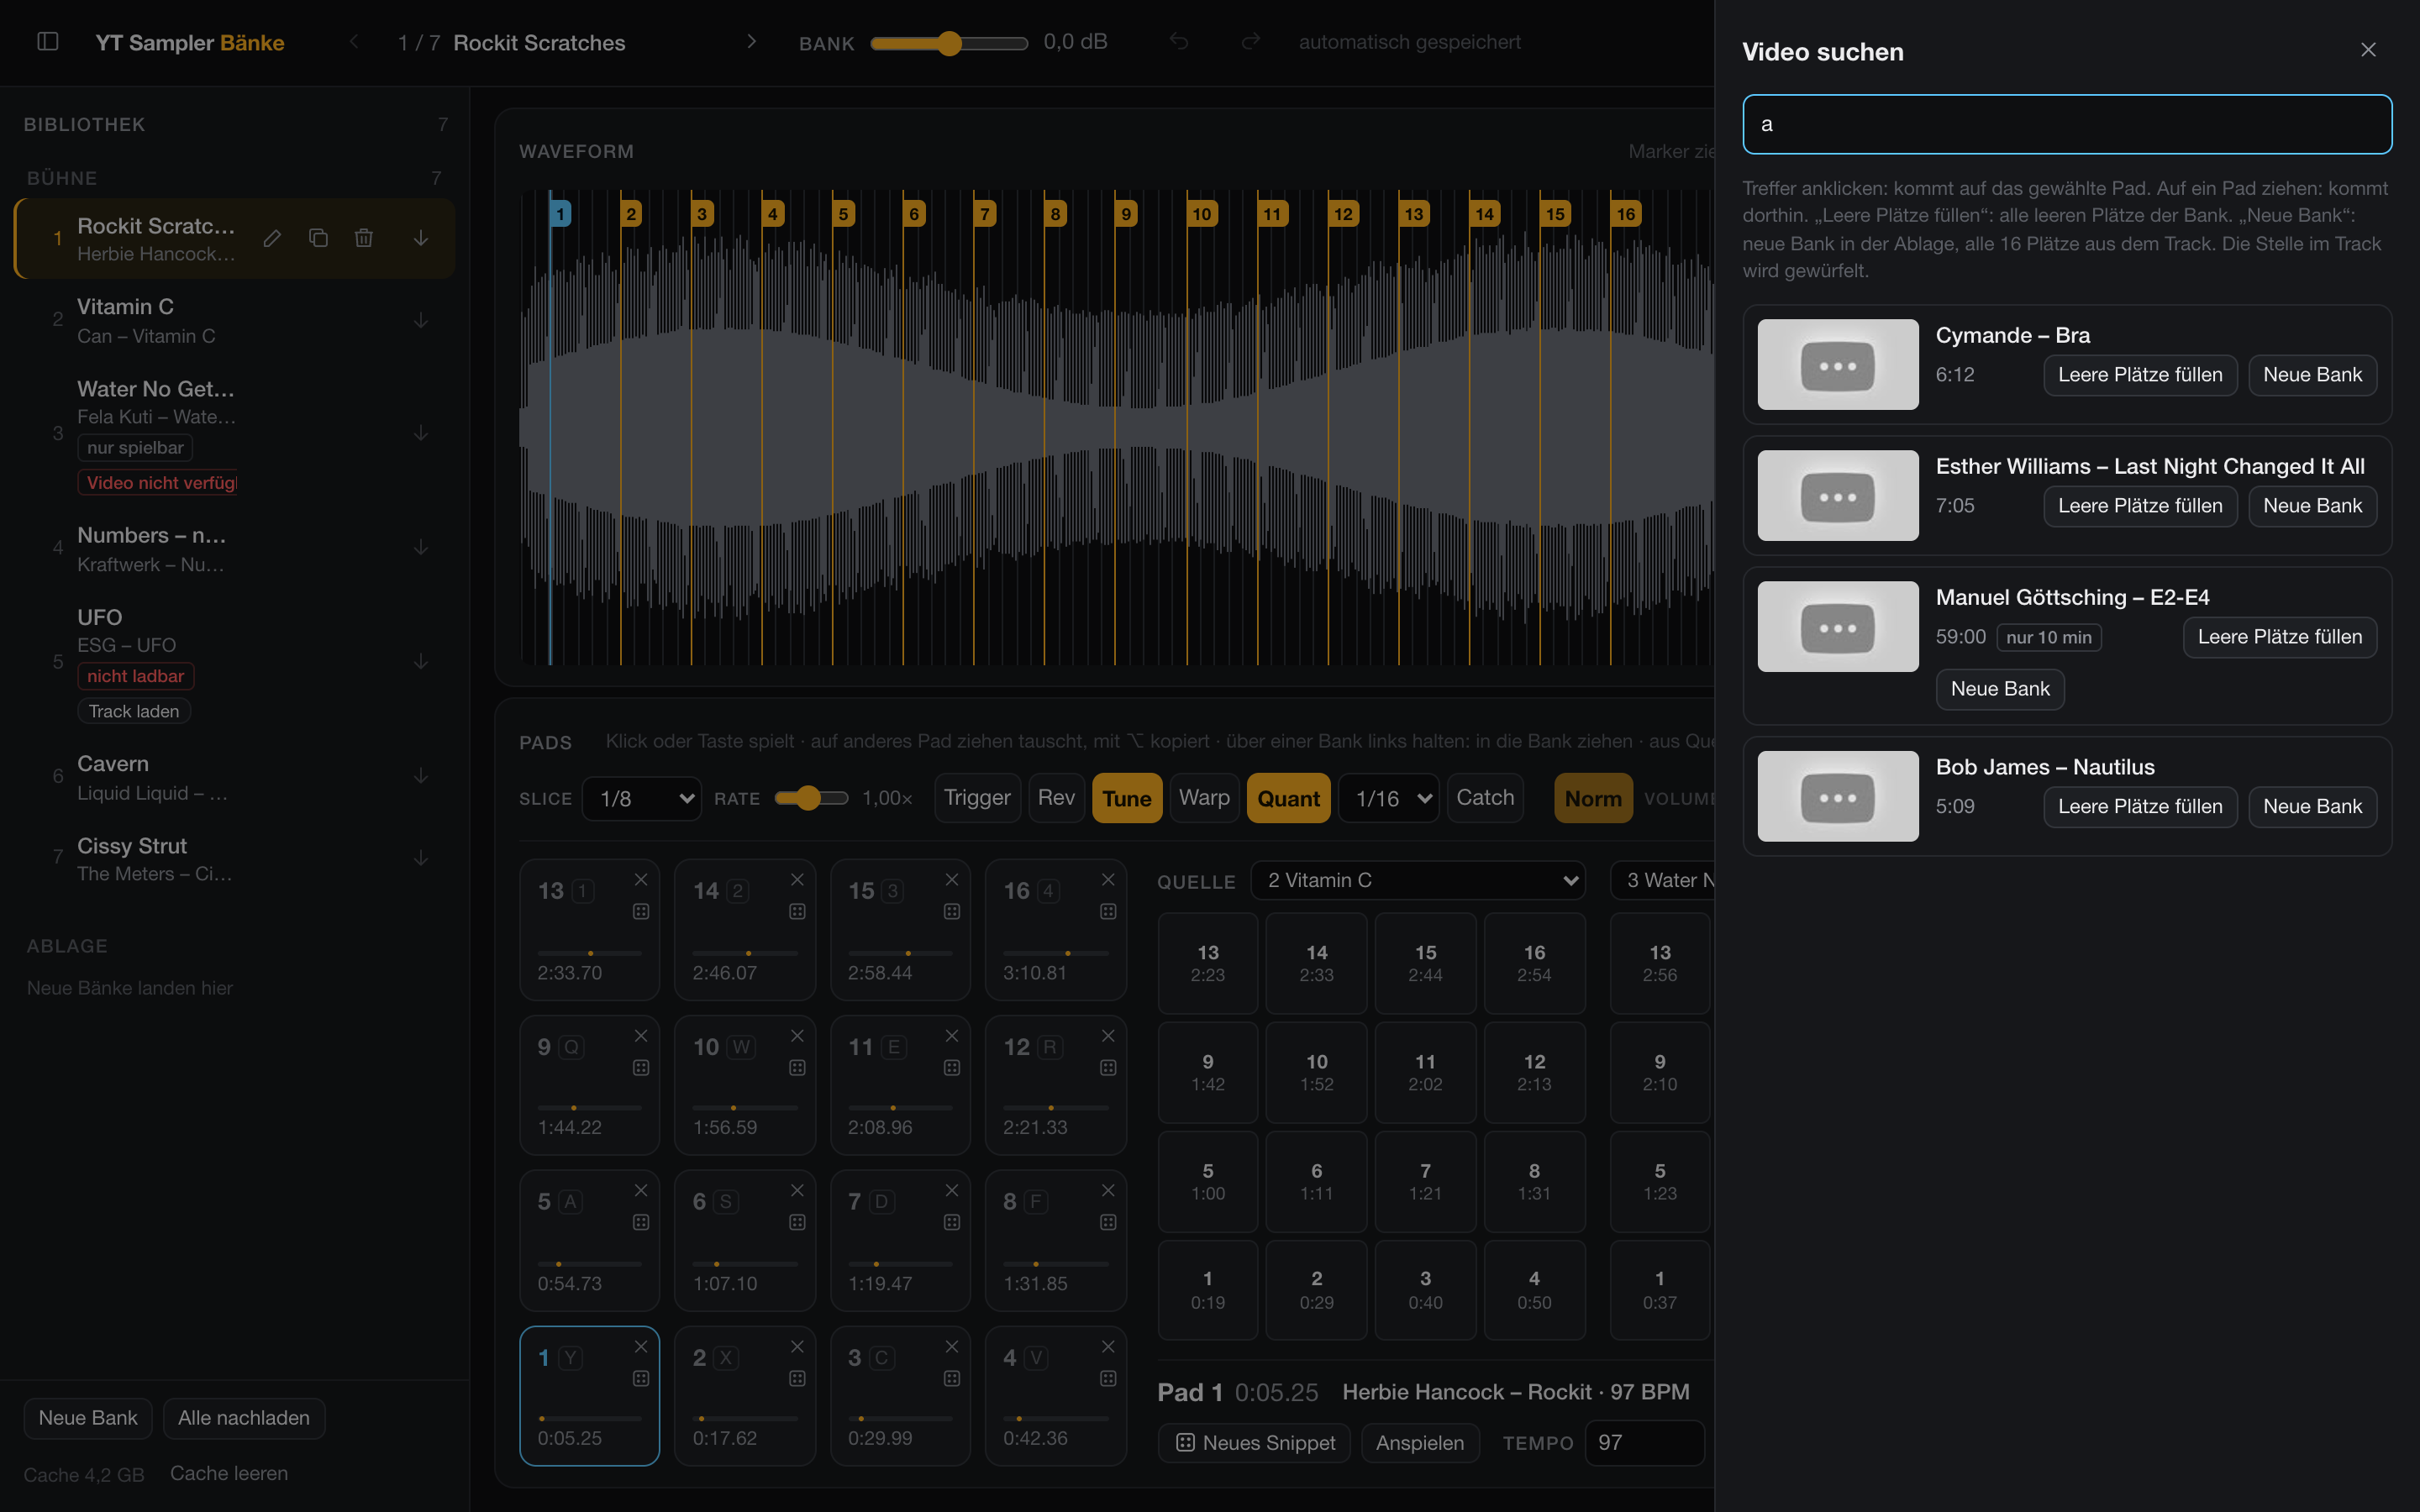 YT Sampler Bänke
1 / 7 Rockit Scratches
BANK 0,0 dB
automatisch gespeichert
BIBLIOTHEK 7
BÜHNE 7
1 Rockit Scratc…
Herbie Hancock…
2 Vitamin C
Can – Vitamin C
3 Water No Get…
Fela Kuti – Wate…
nur spielbar
Video nicht verfüg
4 Numbers – n…
Kraftwerk – Nu…
5 UFO
ESG – UFO
nicht ladbar
Track laden
6 Cavern
Liquid Liquid – …
7 Cissy Strut
The Meters – Ci…
ABLAGE
Neue Bänke landen hier
Neue Bank Alle nachladen
Cache 4,2 GB Cache leeren
WAVEFORM Marker zie
1 2 3 4 5 6 7 8 9 10 11 12 13 14 15 16
PADS Klick oder Taste spielt · auf anderes Pad ziehen tauscht, mit ⌥ kopiert · über einer Bank links halten: in die Bank ziehen · aus Que
SLICE 1/8 RATE 1,00× Trigger Rev Tune Warp Quant 1/16 Catch Norm VOLUME
13 1 14 2 15 3 16 4
2:33.70 2:46.07 2:58.44 3:10.81
9 Q 10 W 11 E 12 R
1:44.22 1:56.59 2:08.96 2:21.33
5 A 6 S 7 D 8 F
0:54.73 1:07.10 1:19.47 1:31.85
1 Y 2 X 3 C 4 V
0:05.25 0:17.62 0:29.99 0:42.36
QUELLE 2 Vitamin C 3 Water N
13 14 15 16 13
2:23 2:33 2:44 2:54 2:56
9 10 11 12 9
1:42 1:52 2:02 2:13 2:10
5 6 7 8 5
1:00 1:11 1:21 1:31 1:23
1 2 3 4 1
0:19 0:29 0:40 0:50 0:37
Pad 1 0:05.25 Herbie Hancock – Rockit · 97 BPM
Neues Snippet Anspielen TEMPO 97
Video suchen
a
Treffer anklicken: kommt auf das gewählte Pad. Auf ein Pad ziehen: kommt
dorthin. „Leere Plätze füllen“: alle leeren Plätze der Bank. „Neue Bank“:
neue Bank in der Ablage, alle 16 Plätze aus dem Track. Die Stelle im Track
wird gewürfelt.
Cymande – Bra
6:12 Leere Plätze füllen Neue Bank
Esther Williams – Last Night Changed It All
7:05 Leere Plätze füllen Neue Bank
Manuel Göttsching – E2-E4
59:00 nur 10 min Leere Plätze füllen
Neue Bank
Bob James – Nautilus
5:09 Leere Plätze füllen Neue Bank